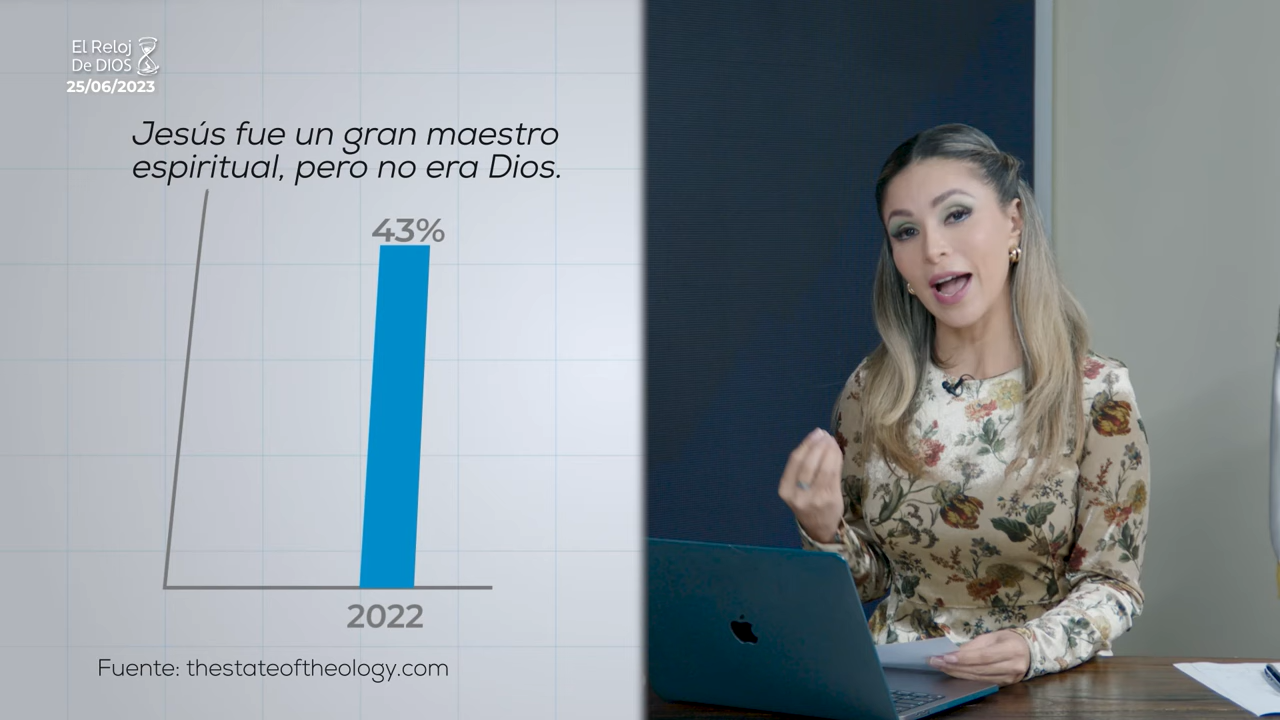 El Reloj
De DIOS
25/06/2023
Jesús fue un gran maestro
espiritual, pero no era Dios.
43%
2022
Fuente: thestateoftheology.com